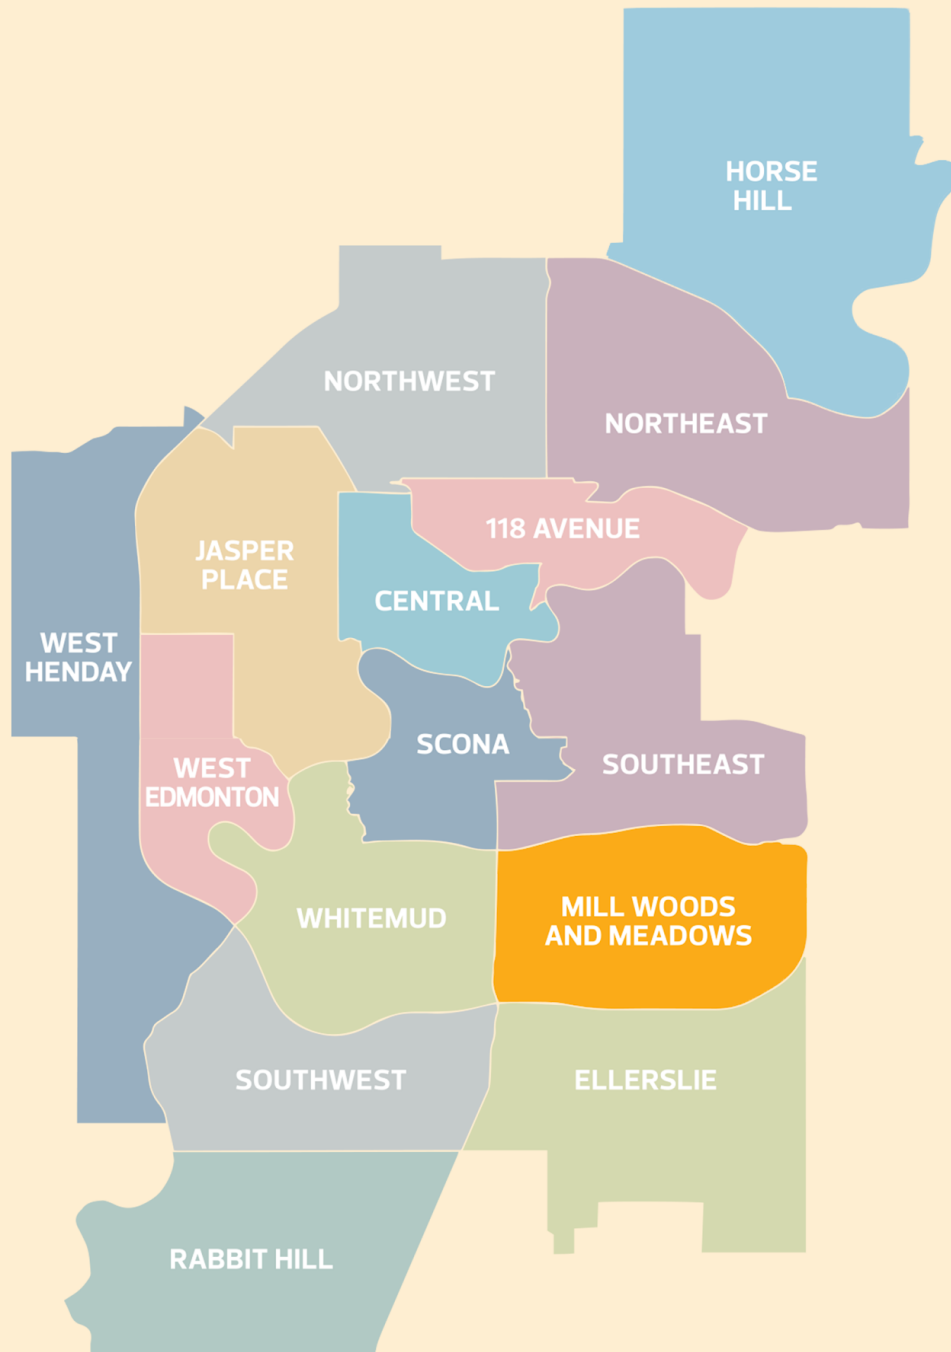 HORSE
HILL
NORTHWEST
NORTHEAST
118 AVENUE
JASPER
PLACE
CENTRAL
WEST
HENDAY
SCONA
WEST
EDMONTON
SOUTHEAST
WHITEMUD
MILL WOODS
AND MEADOWS
SOUTHWEST
ELLERSLIE
RABBIT HILL